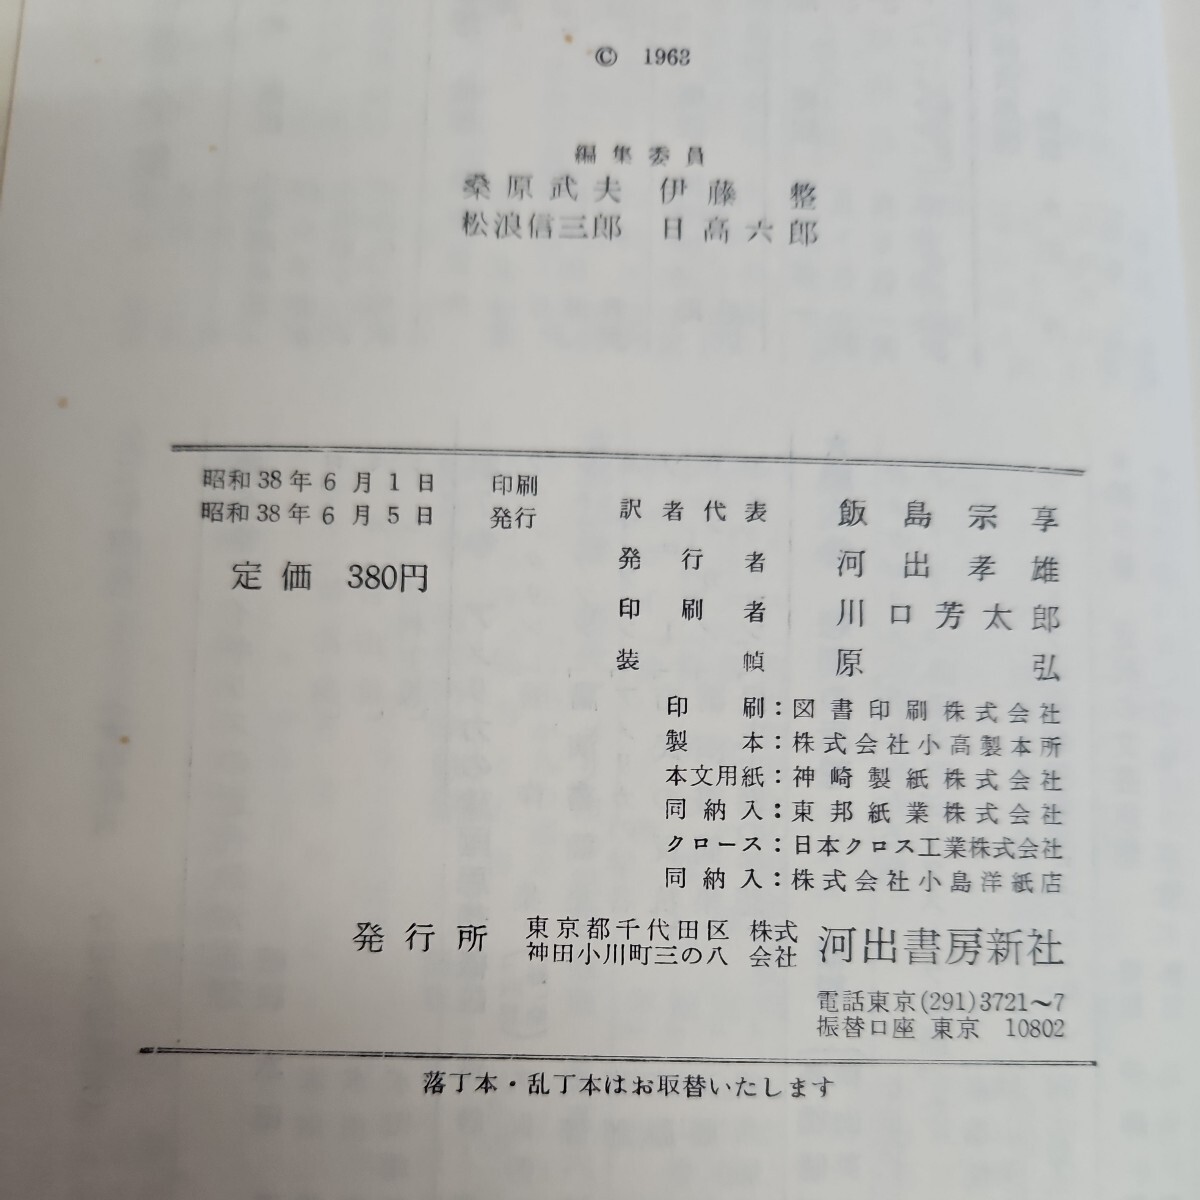 © 1963
編集委員
桑原武夫 伊藤 整
松浪信三郎 日高六郎
昭和38年6月1日 印刷
昭和38年6月5日 発行
定価 380円
訳者代表 飯島宗享
発行者 河出孝雄
印刷者 川口芳太郎
装幀 原弘
印刷:図書印刷株式会社
製本:株式会社小高製本所
本文用紙:神崎製紙株式会社
同納入:東邦紙業株式会社
クロース:日本クロス工業株式会社
同納入:株式会社小島洋紙店
発行所 東京都千代田区神田小川町三の八 株式会社 河出書房新社
電話東京(291)3721〜7
振替口座 東京 10802
落丁本・乱丁本はお取替いたします